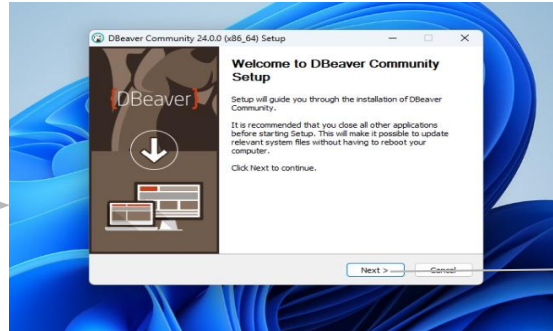 DBeaver Community 24.0.0 (x86_64) Setup
Welcome to DBeaver Community
Setup
DBeaver
Setup will guide you through the installation of DBeaver
Community.
It is recommended that you close all other applications
before starting Setup. This will make it possible to update
relevant system files without having to reboot your
computer.
Click Next to continue.
Next >
Cancel